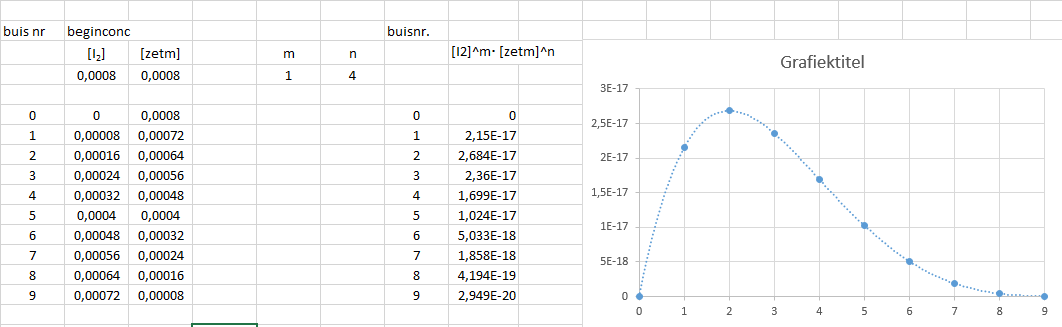 buis nr beginconc buisnr.
[I₂] [zetm] m n [I2]^m· [zetm]^n
0,0008 0,0008 1 4
0 0 0,0008 0 0
1 0,00008 0,00072 1 2,15E-17
2 0,00016 0,00064 2 2,684E-17
3 0,00024 0,00056 3 2,36E-17
4 0,00032 0,00048 4 1,699E-17
5 0,0004 0,0004 5 1,024E-17
6 0,00048 0,00032 6 5,033E-18
7 0,00056 0,00024 7 1,858E-18
8 0,00064 0,00016 8 4,194E-19
9 0,00072 0,00008 9 2,949E-20
Grafiektitel
3E-17
2,5E-17
2E-17
1,5E-17
1E-17
5E-18
0
0 1 2 3 4 5 6 7 8 9